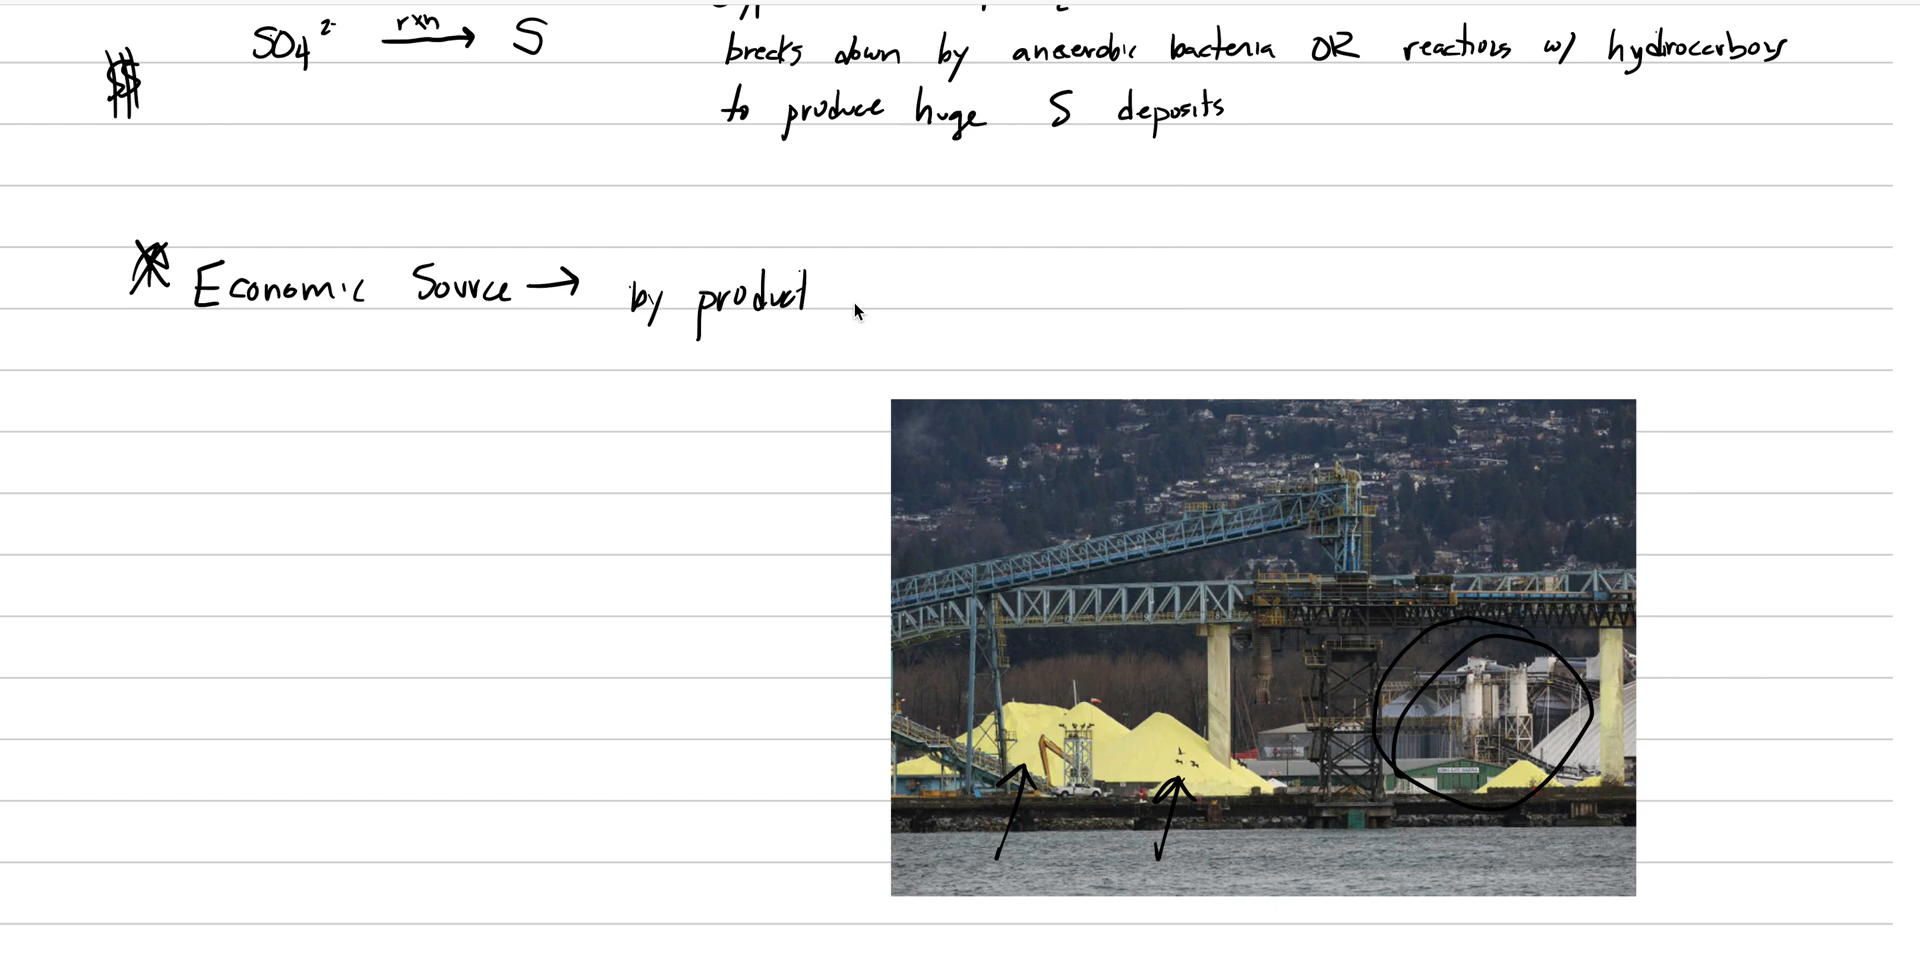 SO4 2- rxn → S
$$
breaks down by anaerobic bacteria OR reactions w/ hydrocarbons
to produce huge S deposits
* Economic Source → by product